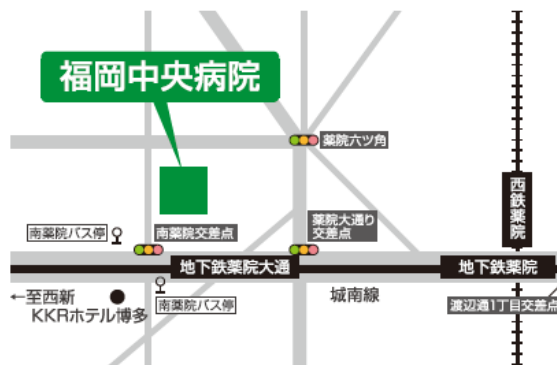 福岡中央病院
薬院六ツ角
西鉄薬院
南薬院バス停
南薬院交差点
薬院大通り
交差点
地下鉄薬院大通
地下鉄薬院
←至西新
KKRホテル博多
南薬院バス停
城南線
渡辺通1丁目交差点